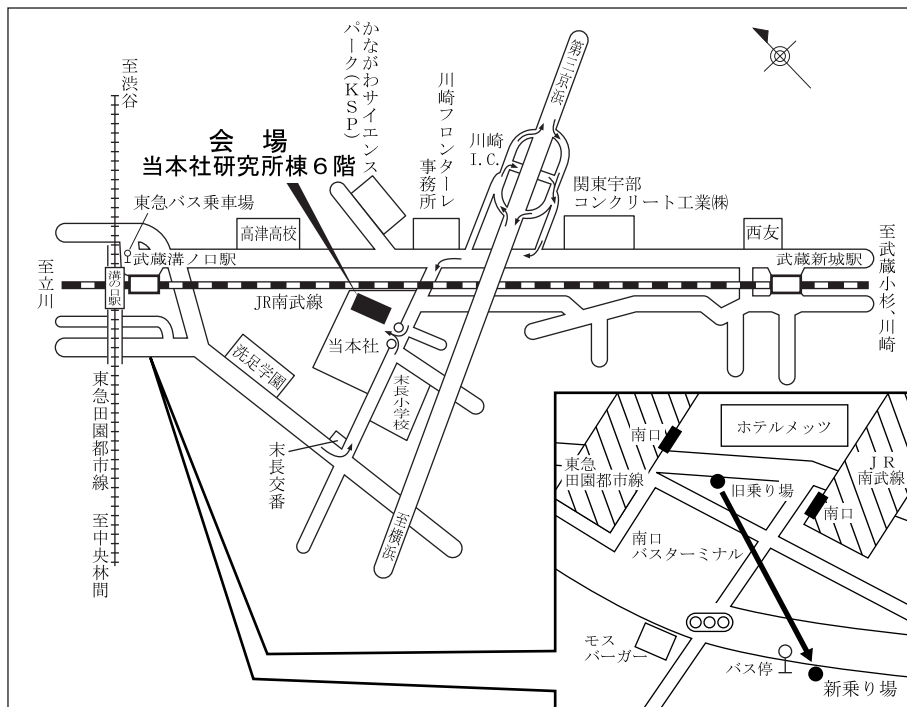 至渋谷
かながわサイエンス
パーク(KSP)
川崎フロンターレ
事務所
第三京浜
川崎
I.C.
会 場
当本社研究所棟６階
関東宇部
コンクリート工業㈱
東急バス乗車場
高津高校
西友
武蔵溝ノ口駅
武蔵新城駅
至武蔵小杉、川崎
至立川
溝の口駅
JR南武線
当本社
洗足学園
末長小学校
末長交番
東急田園都市線 至中央林間
至横浜
南口
ホテルメッツ
東急
田園都市線
旧乗り場
ＪＲ
南武線
南口
南口
バスターミナル
モス
バーガー
バス停
新乗り場